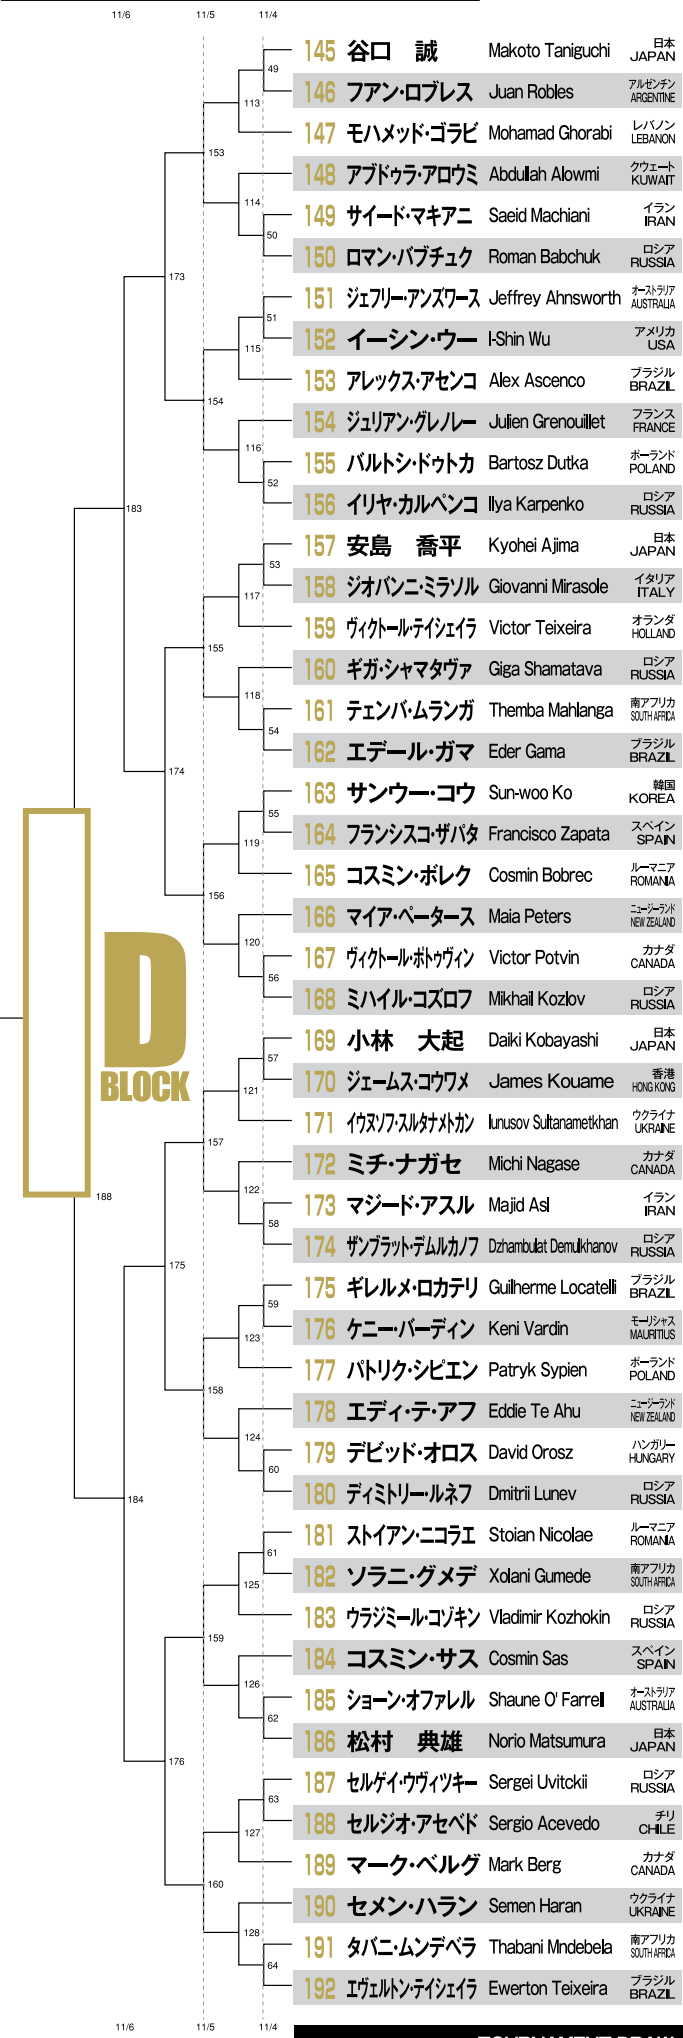 11/6 11/5 11/4
145 谷口 誠 Makoto Taniguchi 日本 JAPAN
49
146 フアン・ロブレス Juan Robles アルゼンチン ARGENTINE
113
147 モハメッド・ゴラビ Mohamad Ghorabi レバノン LEBANON
153
148 アブドゥラ・アロウミ Abdullah Alowmi クウェート KUWAIT
114
149 サイード・マキアニ Saeid Machiani イラン IRAN
50
150 ロマン・バブチュク Roman Babchuk ロシア RUSSIA
173
151 ジェフリー・アンズワース Jeffrey Ahnsworth オーストラリア AUSTRALIA
51
152 イーシン・ウー I-Shin Wu アメリカ USA
115
153 アレックス・アセンコ Alex Ascenco ブラジル BRAZIL
154
154 ジュリアン・グレノレー Julien Grenouillet フランス FRANCE
116
155 バルトシ・ドゥトカ Bartosz Dutka ポーランド POLAND
52
156 イリヤ・カルペンコ Ilya Karpenko ロシア RUSSIA
183
157 安島 喬平 Kyohei Ajima 日本 JAPAN
53
158 ジオバンニ・ミラソル Giovanni Mirasole イタリア ITALY
117
159 ヴィクトール・テイシェイラ Victor Teixeira オランダ HOLLAND
155
160 ギガ・シャマタヴァ Giga Shamatava ロシア RUSSIA
118
161 テェンバ・ムランガ Themba Mahlanga 南アフリカ SOUTH AFRICA
54
162 エデール・ガマ Eder Gama ブラジル BRAZIL
174
163 サンウー・コウ Sun-woo Ko 韓国 KOREA
55
164 フランシスコ・ザパタ Francisco Zapata スペイン SPAIN
119
165 コスミン・ボレク Cosmin Bobrec ルーマニア ROMANIA
156
166 マイア・ペータース Maia Peters ニュージーランド NEW ZEALAND
120
167 ヴィクトール・ポトゥヴィン Victor Potvin カナダ CANADA
56
168 ミハイル・コズロフ Mikhail Kozlov ロシア RUSSIA
D
BLOCK
169 小林 大起 Daiki Kobayashi 日本 JAPAN
57
170 ジェームス・コウワメ James Kouame 香港 HONG KONG
121
171 イウヌソフ・スルタナメトカン Iunusov Sultanametkhan ウクライナ UKRAINE
157
172 ミチ・ナガセ Michi Nagase カナダ CANADA
122
188
173 マジード・アスル Majid Asl イラン IRAN
58
174 ザンブラット・デムルカノフ Dzhambulat Demulkhanov ロシア RUSSIA
175
175 ギレルメ・ロカテリ Guilherme Locatelli ブラジル BRAZIL
59
176 ケニー・バーディン Keni Vardin モーリシャス MAURITIUS
123
177 パトリク・シピエン Patryk Sypien ポーランド POLAND
158
178 エディ・テ・アフ Eddie Te Ahu ニュージーランド NEW ZEALAND
124
179 デビッド・オロス David Orosz ハンガリー HUNGARY
60
180 ディミトリー・ルネフ Dmitrii Lunev ロシア RUSSIA
184
181 ストイアン・ニコラエ Stoian Nicolae ルーマニア ROMANIA
61
182 ソラニ・グメデ Xolani Gumede 南アフリカ SOUTH AFRICA
125
183 ウラジミール・コゾキン Vladimir Kozhokin ロシア RUSSIA
159
184 コスミン・サス Cosmin Sas スペイン SPAIN
126
185 ショーン・オファレル Shaune O' Farrell オーストラリア AUSTRALIA
62
186 松村 典雄 Norio Matsumura 日本 JAPAN
176
187 セルゲイ・ウヴィツキー Sergei Uvitckii ロシア RUSSIA
63
188 セルジオ・アセベド Sergio Acevedo チリ CHILE
127
189 マーク・ベルグ Mark Berg カナダ CANADA
160
190 セメン・ハラン Semen Haran ウクライナ UKRAINE
128
191 タバニ・ムンデベラ Thabani Mndebela 南アフリカ SOUTH AFRICA
64
192 エヴェルトン・テイシェイラ Ewerton Teixeira ブラジル BRAZIL
11/6 11/5 11/4